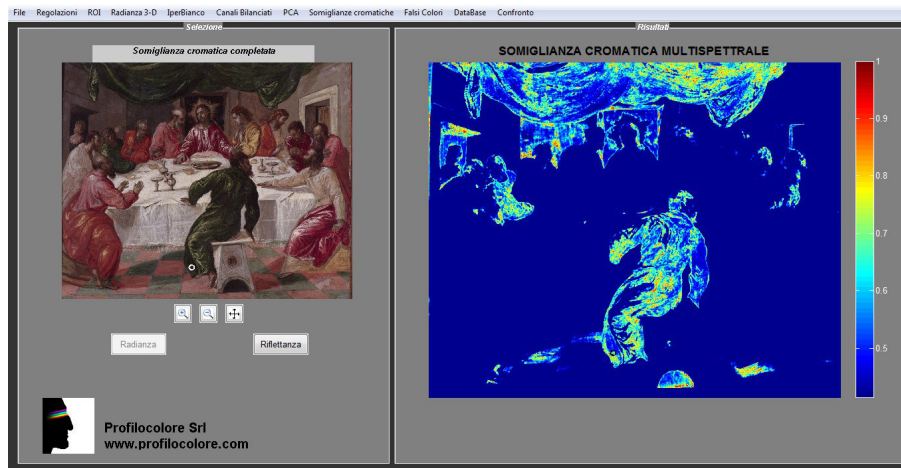 File Regolazioni ROI Radianza 3-D IperBianco Canali Bilanciati PCA Somiglianze cromatiche Falsi Colori DataBase Confronto
Selezione
Somiglianza cromatica completata
Radianza Riflettanza
Profilocolore Srl
www.profilocolore.com
Risultati
SOMIGLIANZA CROMATICA MULTISPETTRALE
1
0.9
0.8
0.7
0.6
0.5